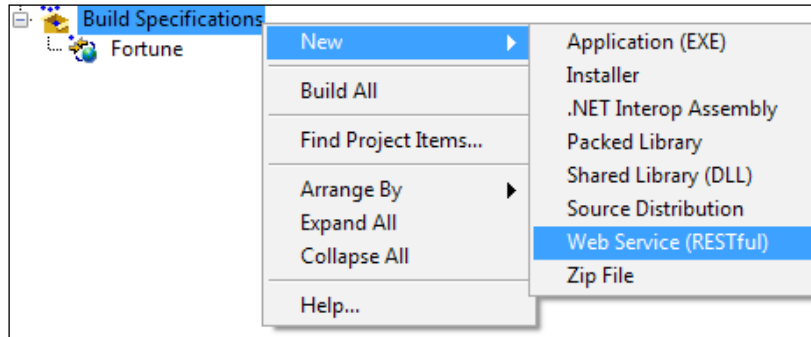 Build Specifications
Fortune
New
Build All
Find Project Items...
Arrange By
Expand All
Collapse All
Help...
Application (EXE)
Installer
.NET Interop Assembly
Packed Library
Shared Library (DLL)
Source Distribution
Web Service (RESTful)
Zip File